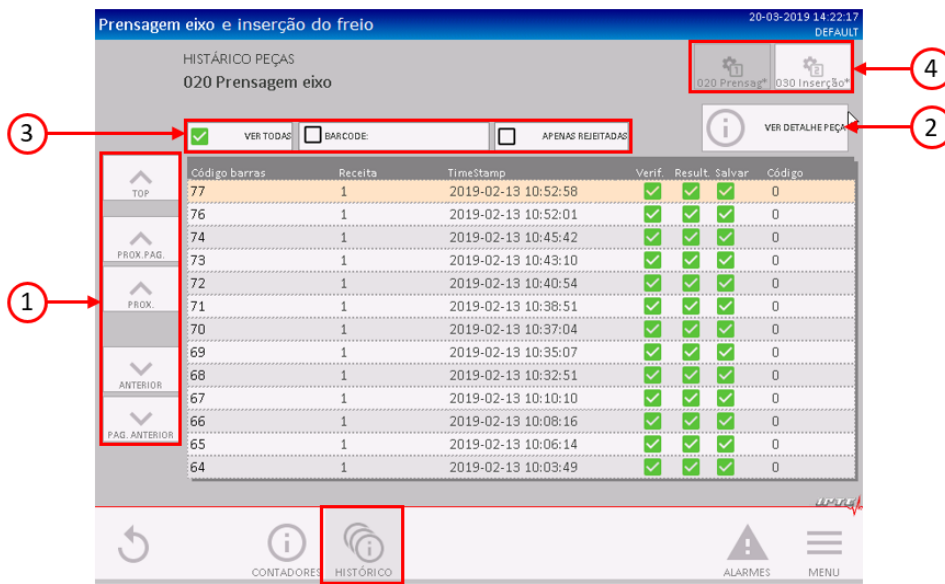 Prensagem eixo e inserção do freio
20-03-2019 14:22:17
DEFAULT
HISTÁRICO PEÇAS
020 Prensagem eixo
020 Prensag*
030 Inserção*
4
3
VER TODAS
BARCODE:
APENAS REJEITADAS
VER DETALHE PEÇA
2
Código barras Receita TimeStamp Verif. Result. Salvar Código
77 1 2019-02-13 10:52:58 0
76 1 2019-02-13 10:52:01 0
74 1 2019-02-13 10:45:42 0
73 1 2019-02-13 10:43:10 0
72 1 2019-02-13 10:40:54 0
71 1 2019-02-13 10:38:51 0
70 1 2019-02-13 10:37:04 0
69 1 2019-02-13 10:35:07 0
68 1 2019-02-13 10:32:51 0
67 1 2019-02-13 10:10:10 0
66 1 2019-02-13 10:08:16 0
65 1 2019-02-13 10:06:14 0
64 1 2019-02-13 10:03:49 0
TOP
PROX.PAG.
PROX.
1
ANTERIOR
PAG. ANTERIOR
IPTE
CONTADORES
HISTÓRICO
ALARMES
MENU